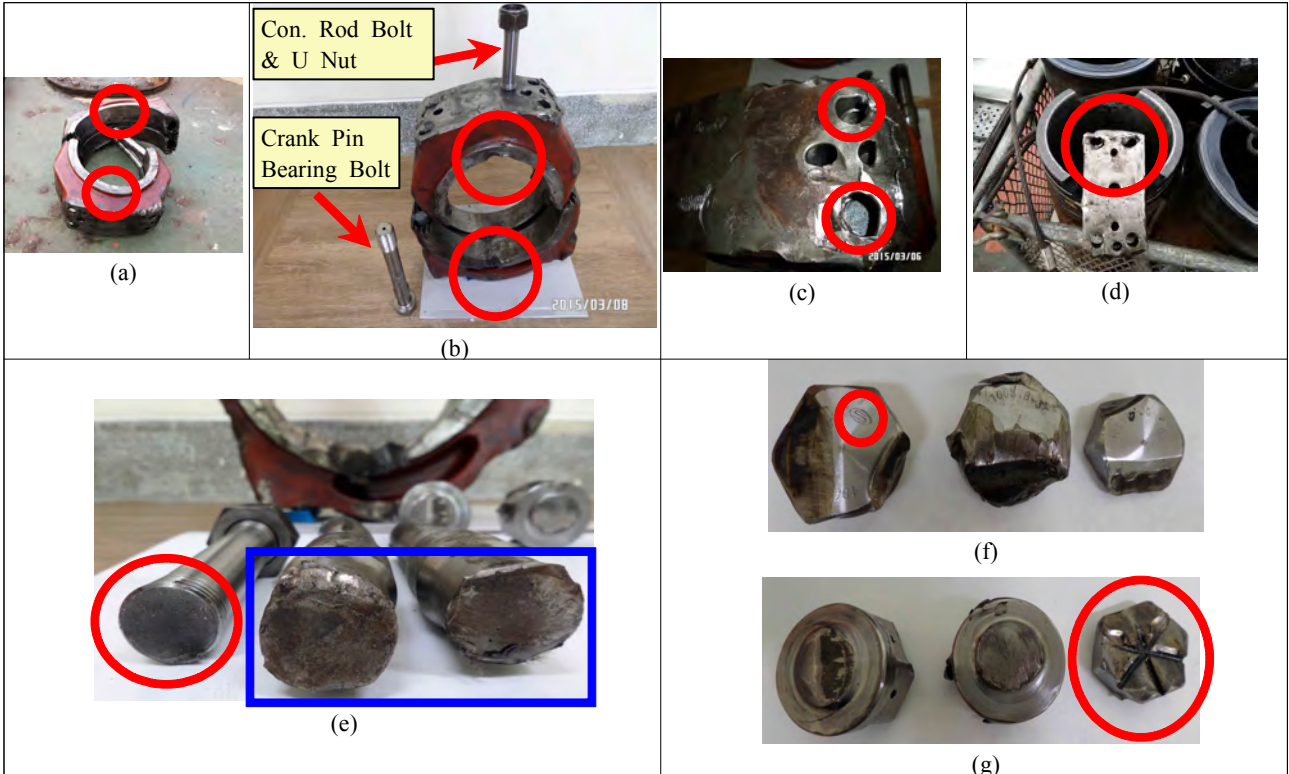 Con. Rod Bolt
& U Nut
Crank Pin
Bearing Bolt
2015/03/08
(a)
(b)
2015/03/06
(c)
(d)
(e)
(f)
(g)